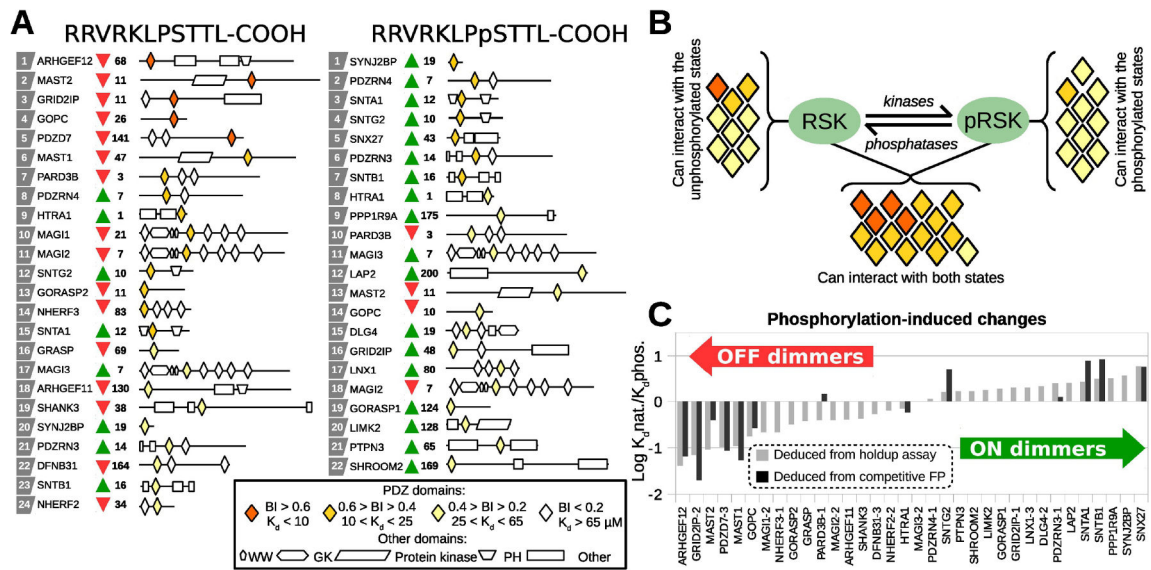 A
RRVRKLPSTTL-COOH
1 ARHGEF12 68
2 MAST2 11
3 GRID2IP 11
4 GOPC 26
5 PDZD7 141
6 MAST1 47
7 PARD3B 3
8 PDZRN4 7
9 HTRA1 1
10 MAGI1 21
11 MAGI2 7
12 SNTG2 10
13 GORASP2 11
14 NHERF3 83
15 SNTA1 12
16 GRASP 69
17 MAGI3 7
18 ARHGEF11 130
19 SHANK3 38
20 SYNJ2BP 19
21 PDZRN3 14
22 DFNB31 164
23 SNTB1 16
24 NHERF2 34
RRVRKLPpSTTL-COOH
1 SYNJ2BP 19
2 PDZRN4 7
3 SNTA1 12
4 SNTG2 10
5 SNX27 43
6 PDZRN3 14
7 SNTB1 16
8 HTRA1 1
9 PPP1R9A 175
10 PARD3B 3
11 MAGI3 7
12 LAP2 200
13 MAST2 11
14 GOPC 10
15 DLG4 19
16 GRID2IP 48
17 LNX1 80
18 MAGI2 7
19 GORASP1 124
20 LIMK2 128
21 PTPN3 65
22 SHROOM2 169
PDZ domains:
BI > 0.6 0.6 > BI > 0.4 0.4 > BI > 0.2 BI < 0.2
Kd < 10 10 < Kd < 25 25 < Kd < 65 Kd > 65 μM
Other domains:
WW GK Protein kinase PH Other
B
Can interact with the
unphosphorylated states
RSK
kinases
phosphatases
pRSK
Can interact with the
phosphorylated states
Can interact with both states
C
Phosphorylation-induced changes
OFF dimmers
ON dimmers
Log Kdnat./Kdphos.
1
0
-1
-2
Deduced from holdup assay
Deduced from competitive FP
ARHGEF12
GRID2IP-2
MAST2
PDZD7-3
MAST1
GOPC
MAGI1-2
NHERF3-1
GORASP2
GRASP
PARD3B-1
MAGI2-2
ARHGEF11
SHANK3
DFNB31-3
NHERF2-2
HTRA1
MAGI3-2
PDZRN4-1
SNTG2
PTPN3
SHROOM2
LIMK2
GORASP1
GRID2IP-1
LNX1-3
DLG4-2
PDZRN3-1
LAP2
SNTA1
SNTB1
PPP1R9A
SYNJ2BP
SNX27